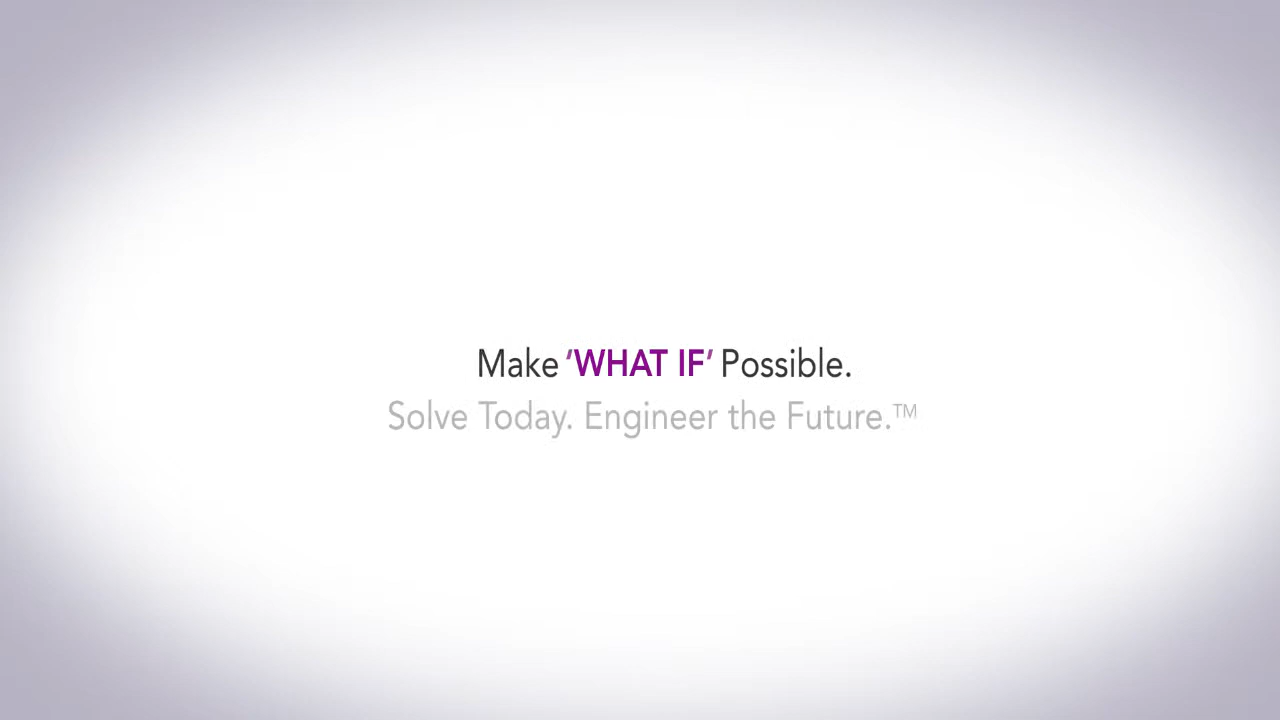 Make ‘WHAT IF’ Possible.
Solve Today. Engineer the Future.™